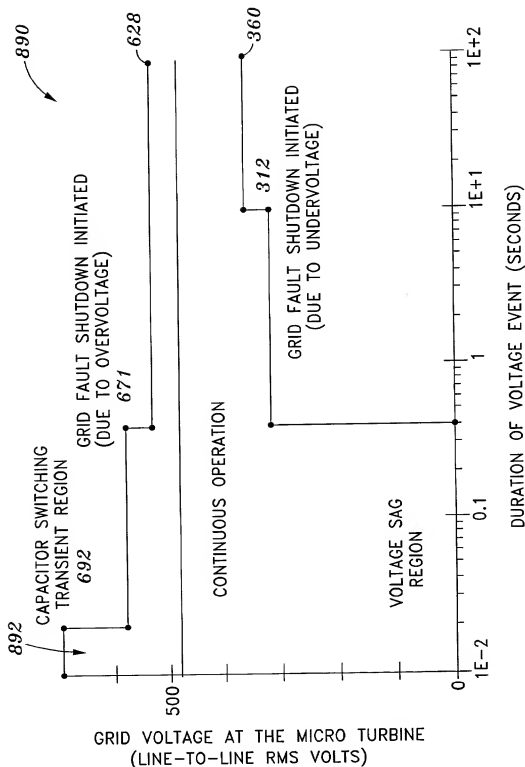 890
892
CAPACITOR SWITCHING
TRANSIENT REGION
692
GRID FAULT SHUTDOWN INITIATED
(DUE TO OVERVOLTAGE)
671
628
500
CONTINUOUS OPERATION
360
312
GRID FAULT SHUTDOWN INITIATED
(DUE TO UNDERVOLTAGE)
VOLTAGE SAG
REGION
0
1E-2
0.1
1
1E+1
1E+2
DURATION OF VOLTAGE EVENT (SECONDS)
GRID VOLTAGE AT THE MICRO TURBINE
(LINE-TO-LINE RMS VOLTS)